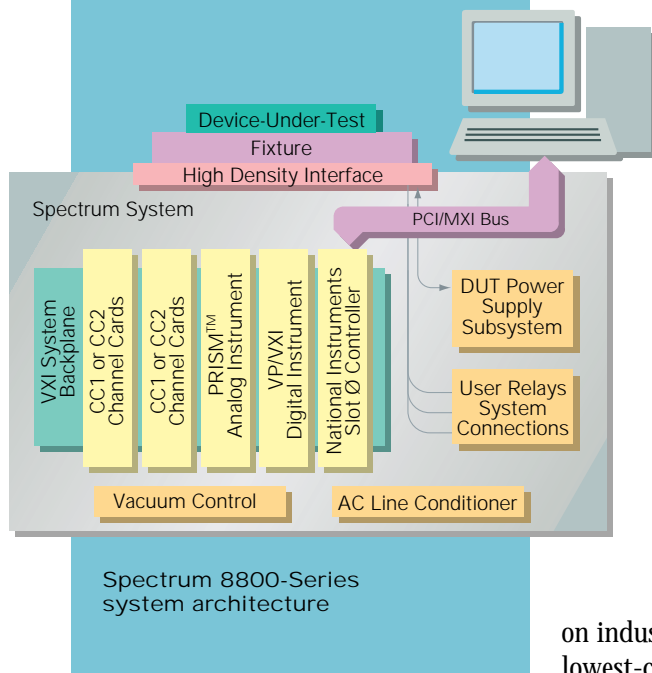 Device-Under-Test
Fixture
High Density Interface
Spectrum System
PCI/MXI Bus
VXI System
Backplane
CC1 or CC2
Channel Cards
CC1 or CC2
Channel Cards
PRISM™
Analog Instrument
VP/VXI
Digital Instrument
National Instruments
Slot Ø Controller
DUT Power
Supply
Subsystem
User Relays
System
Connections
Vacuum Control
AC Line Conditioner
Spectrum 8800-Series
system architecture
on indus